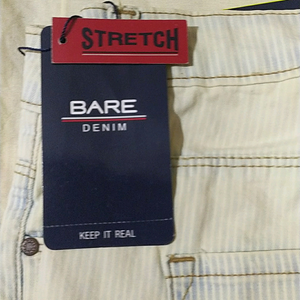 STRETCH
BARE
DENIM
KEEP IT REAL